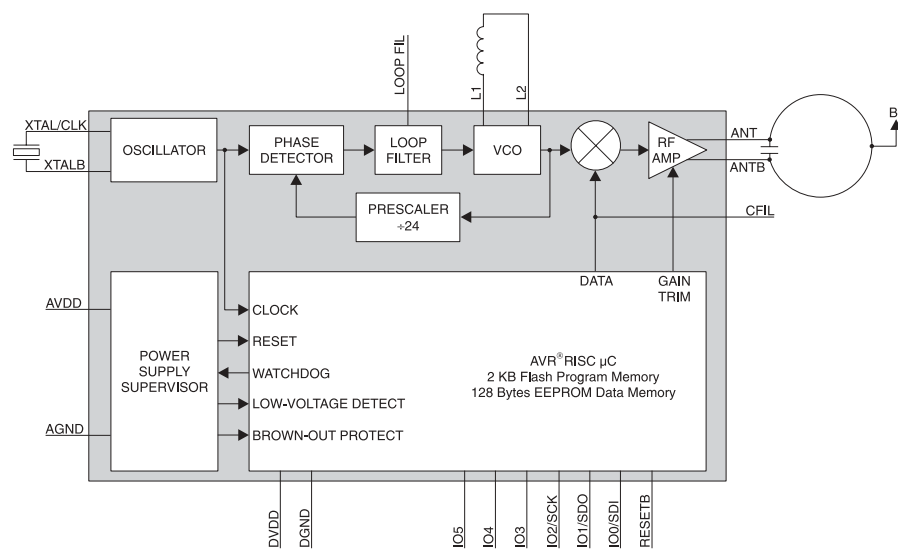 LOOP FIL
L1
L2
B
XTAL/CLK
XTALB
OSCILLATOR
PHASE
DETECTOR
LOOP
FILTER
VCO
RF
AMP
ANT
ANTB
PRESCALER
÷24
CFIL
DATA
GAIN
TRIM
AVDD
AGND
POWER
SUPPLY
SUPERVISOR
CLOCK
RESET
WATCHDOG
LOW-VOLTAGE DETECT
BROWN-OUT PROTECT
AVR® RISC µC
2 KB Flash Program Memory
128 Bytes EEPROM Data Memory
DVDD
DGND
IO5
IO4
IO3
IO2/SCK
IO1/SDO
IO0/SDI
RESETB